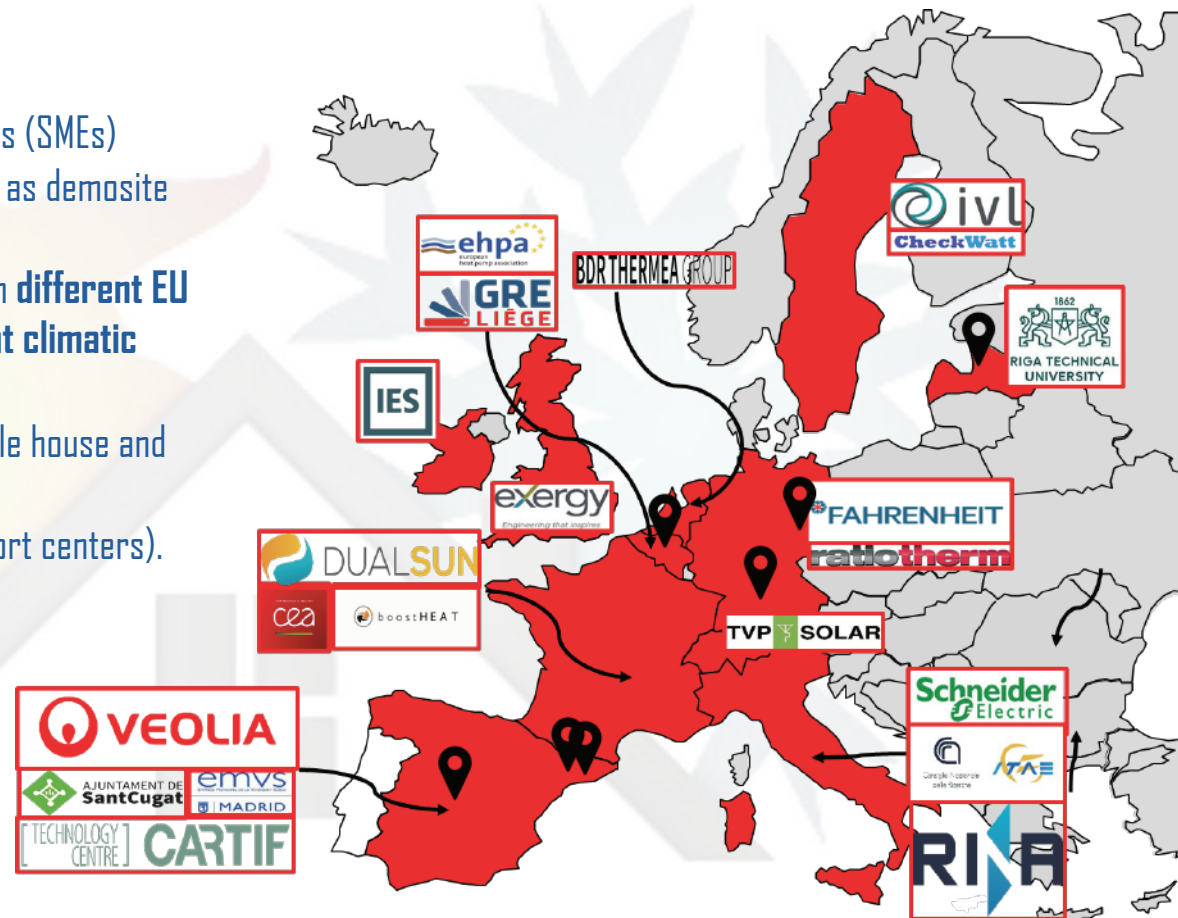 s (SMEs)
as demosite
n different EU
nt climatic
le house and
ort centers).
ehpa
european
heat pump association
GRE
LIÈGE
BDR THERMEA GROUP
ivl
CheckWatt
1862
RIGA TECHNICAL
UNIVERSITY
IES
exergy
Engineering that inspires
FAHRENHEIT
ratiotherm
DUALSUN
cea
boostHEAT
TVP SOLAR
VEOLIA
AJUNTAMENT DE
SantCugat
emvs
MADRID
[TECHNOLOGY
CENTRE]
CARTIF
Schneider
Electric
Consiglio Nazionale
delle Ricerche
ITAE
RINA